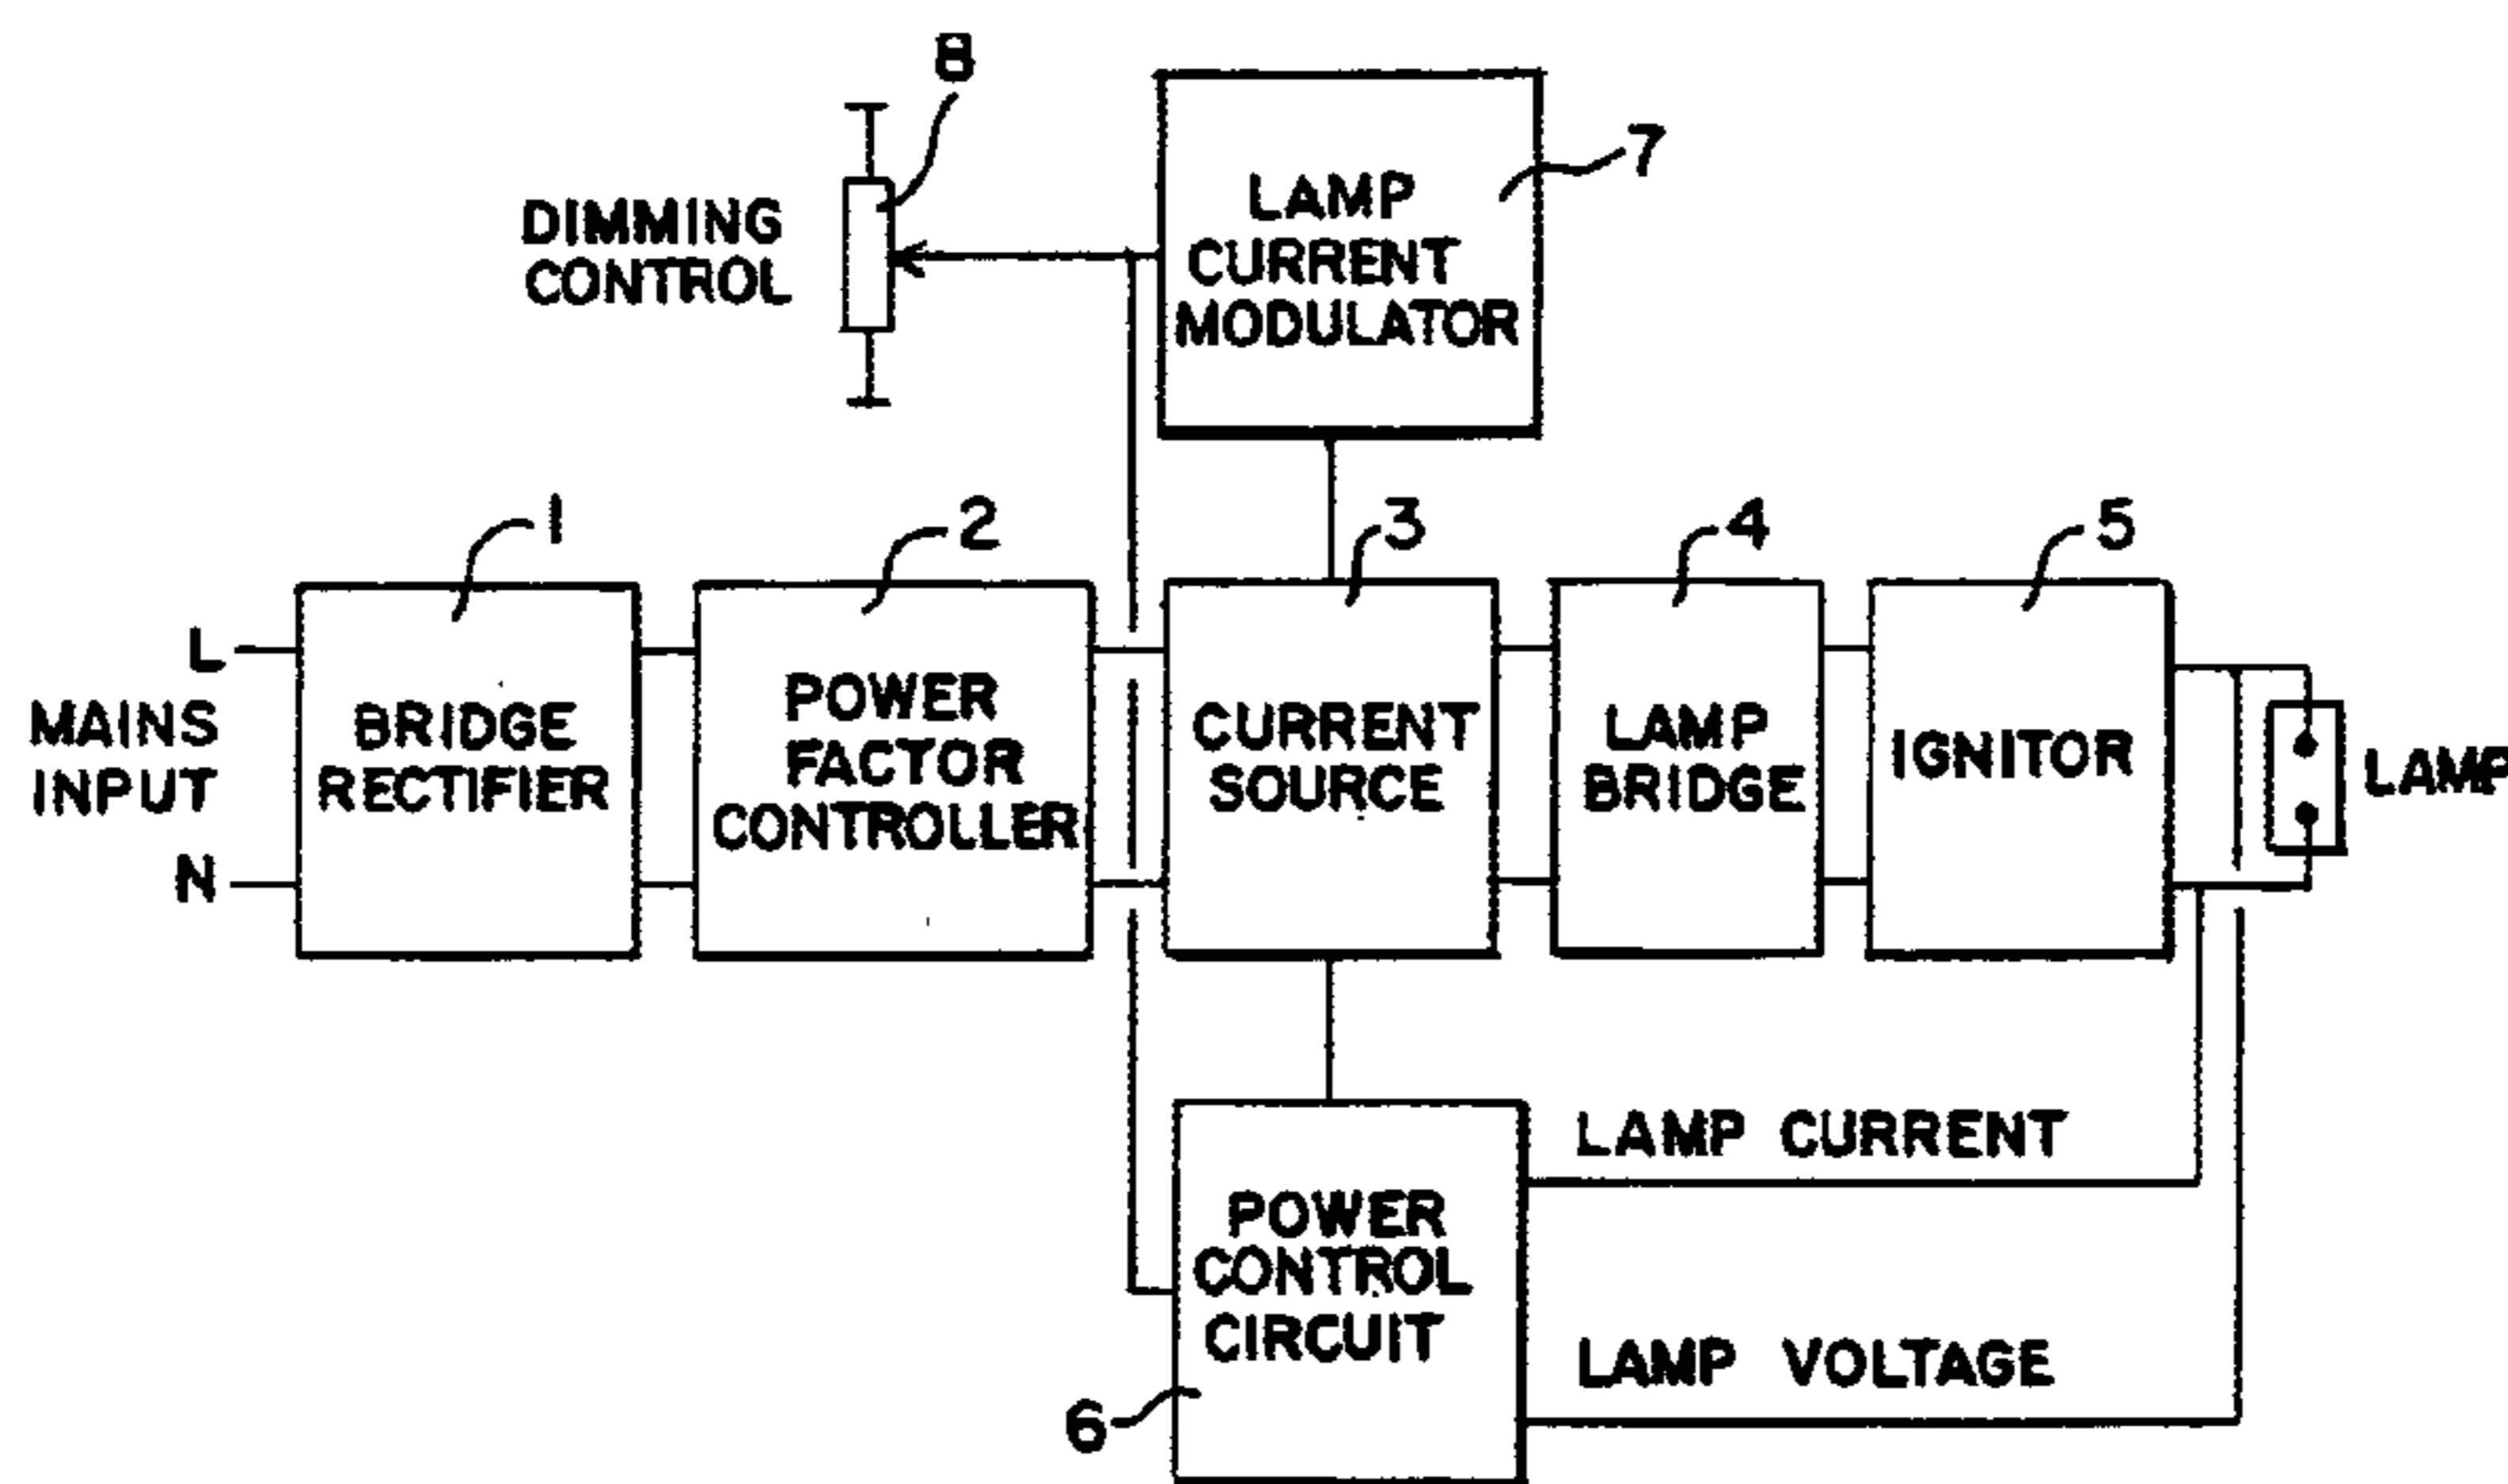 8
7
LAMP
CURRENT
MODULATOR
DIMMING
CONTROL
1
2
3
4
5
L
MAINS
INPUT
N
BRIDGE
RECTIFIER
POWER
FACTOR
CONTROLLER
CURRENT
SOURCE
LAMP
BRIDGE
IGNITOR
LAMP
LAMP CURRENT
POWER
CONTROL
CIRCUIT
LAMP VOLTAGE
6